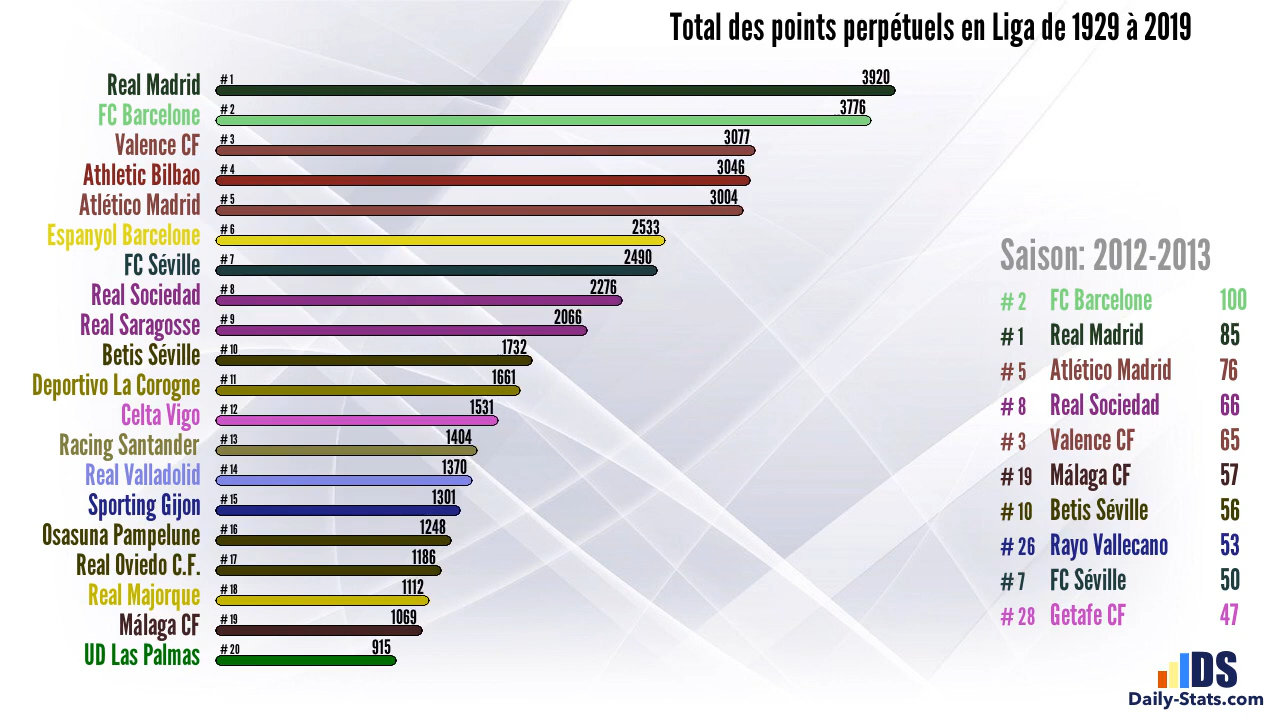 Total des points perpétuels en Liga de 1929 à 2019
Real Madrid #1 3920
FC Barcelone #2 3776
Valence CF #3 3077
Athletic Bilbao #4 3046
Atlético Madrid #5 3004
Espanyol Barcelone #6 2533
FC Séville #7 2490
Real Sociedad #8 2276
Real Saragosse #9 2066
Betis Séville #10 1732
Deportivo La Corogne #11 1661
Celta Vigo #12 1531
Racing Santander #13 1404
Real Valladolid #14 1370
Sporting Gijon #15 1301
Osasuna Pampelune #16 1248
Real Oviedo C.F. #17 1186
Real Majorque #18 1112
Málaga CF #19 1069
UD Las Palmas #20 915
Saison: 2012-2013
#2 FC Barcelone 100
#1 Real Madrid 85
#5 Atlético Madrid 76
#8 Real Sociedad 66
#3 Valence CF 65
#19 Málaga CF 57
#10 Betis Séville 56
#26 Rayo Vallecano 53
#7 FC Séville 50
#28 Getafe CF 47
DS
Daily-Stats.com